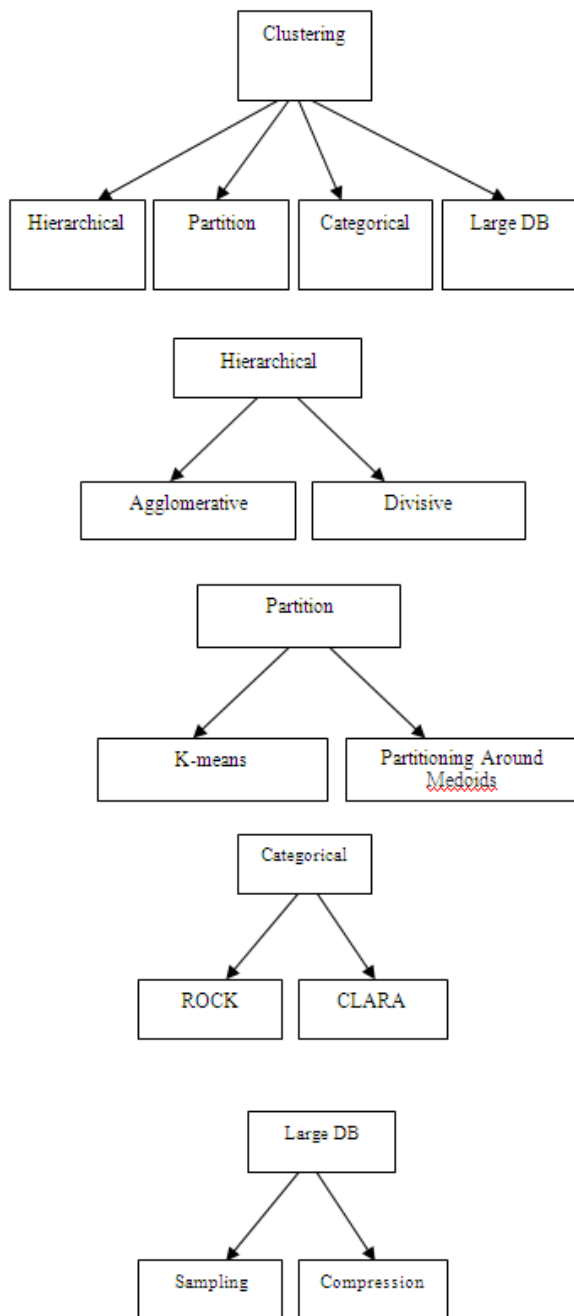 Clustering
Hierarchical
Partition
Categorical
Large DB
Hierarchical
Agglomerative
Divisive
Partition
K-means
Partitioning Around
Medoids
Categorical
ROCK
CLARA
Large DB
Sampling
Compression